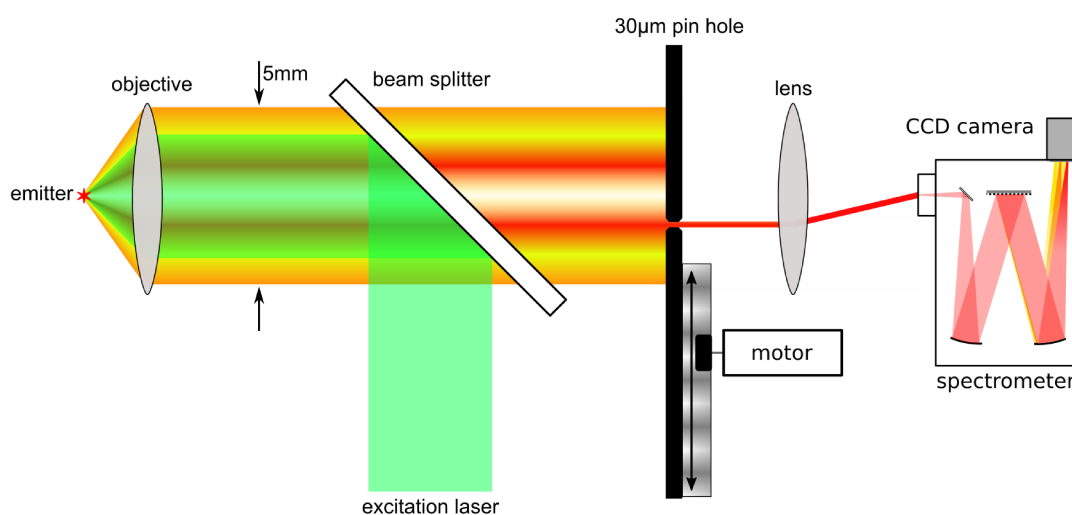 30μm pin hole
5mm
beam splitter
objective
lens
CCD camera
emitter
motor
spectrometer
excitation laser